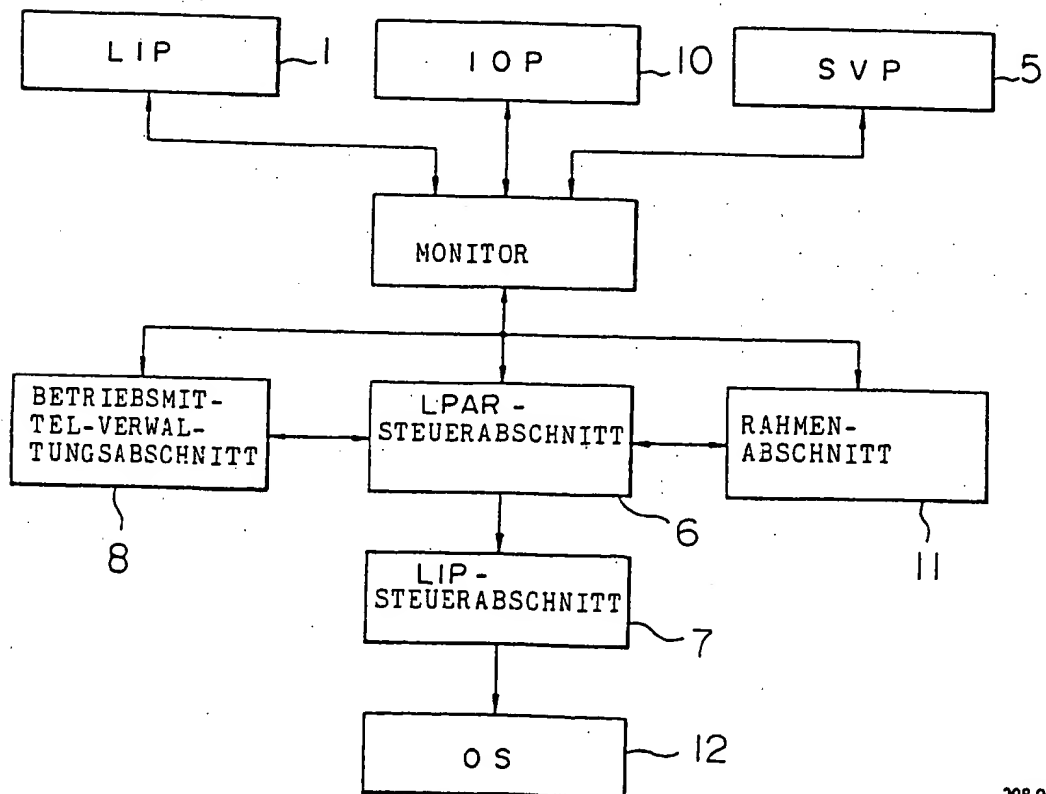 LIP
1
IOP
10
SVP
5
MONITOR
BETRIEBSMIT-
TEL-VERWAL-
TUNGSABSCHNITT
8
LPAR-
STEUERABSCHNITT
6
RAHMEN-
ABSCHNITT
11
LIP-
STEUERABSCHNITT
7
OS
12